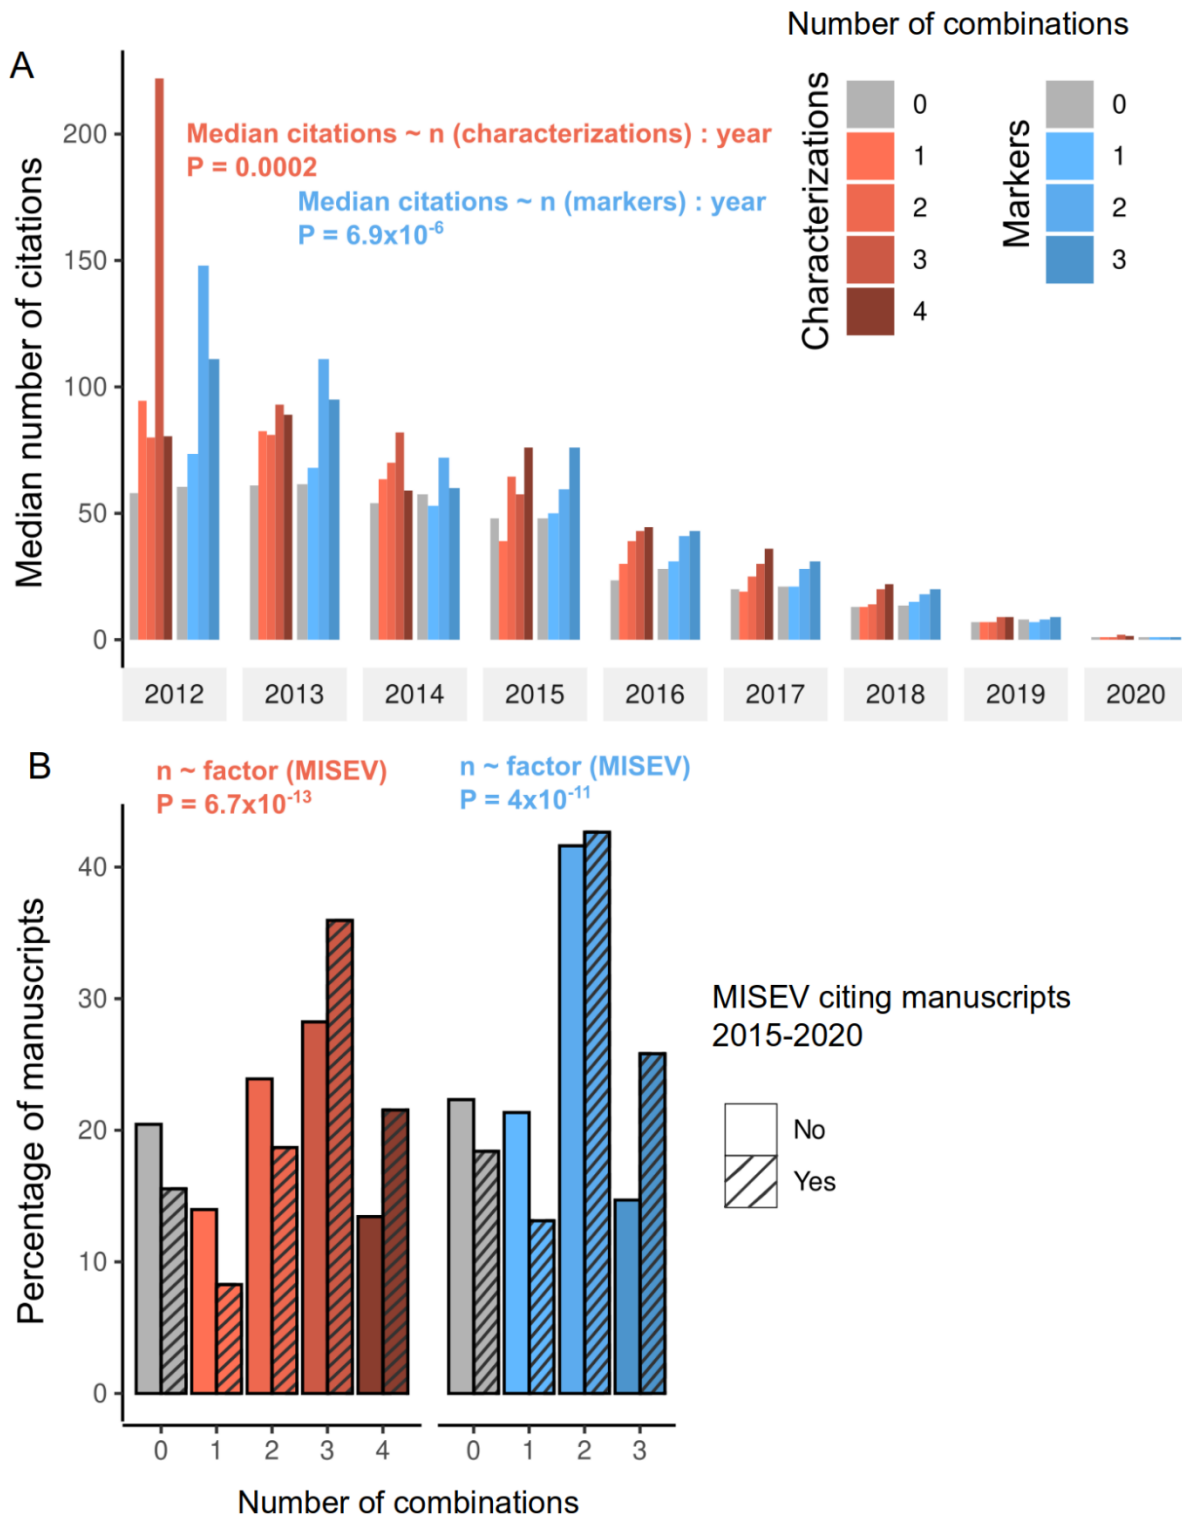 Number of combinations
A
Characterizations
0
1
2
3
4
Markers
0
1
2
3
Median number of citations
200
150
100
50
0
Median citations ~ n (characterizations) : year
P = 0.0002
Median citations ~ n (markers) : year
P = 6.9x10⁻⁶
2012 2013 2014 2015 2016 2017 2018 2019 2020
B
n ~ factor (MISEV)
P = 6.7x10⁻¹³
n ~ factor (MISEV)
P = 4x10⁻¹¹
Percentage of manuscripts
40
30
20
10
0
0 1 2 3 4 0 1 2 3
Number of combinations
MISEV citing manuscripts
2015-2020
No
Yes